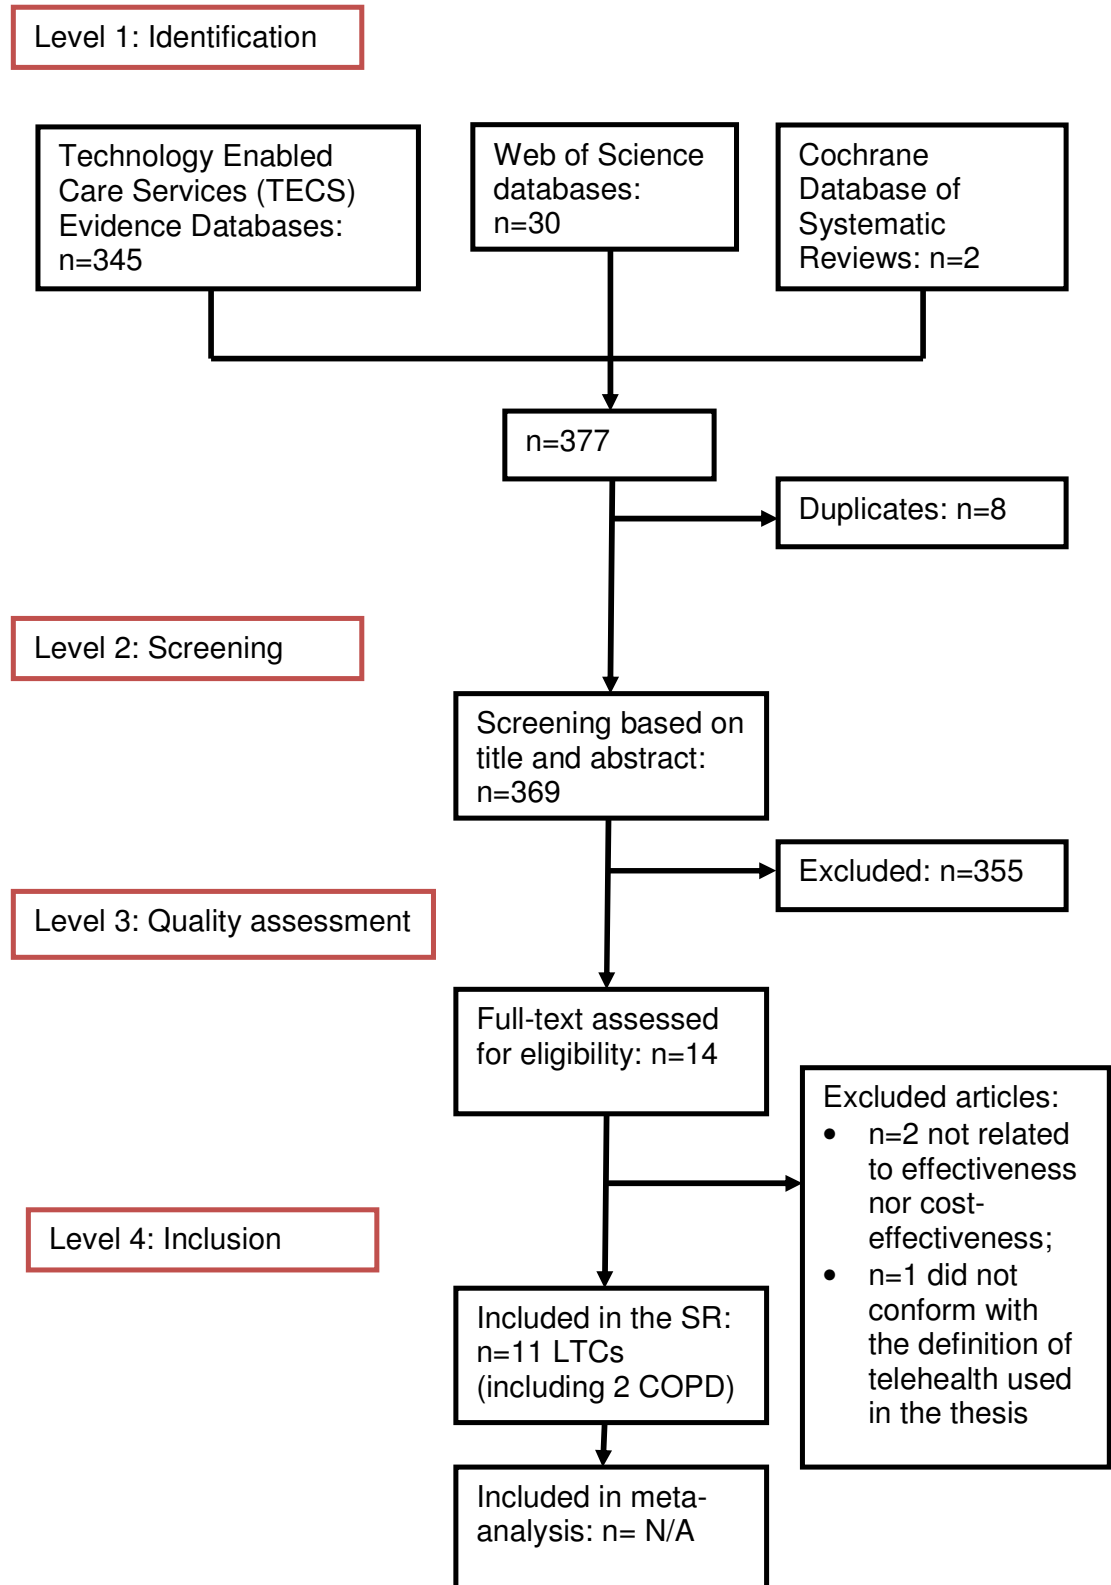 Level 1: Identification
Technology Enabled
Care Services (TECS)
Evidence Databases:
n=345
Web of Science
databases:
n=30
Cochrane
Database of
Systematic
Reviews: n=2
n=377
Duplicates: n=8
Level 2: Screening
Screening based on
title and abstract:
n=369
Excluded: n=355
Level 3: Quality assessment
Full-text assessed
for eligibility: n=14
Excluded articles:
• n=2 not related
to effectiveness
nor cost-
effectiveness;
• n=1 did not
conform with
the definition of
telehealth used
in the thesis
Level 4: Inclusion
Included in the SR:
n=11 LTCs
(including 2 COPD)
Included in meta-
analysis: n= N/A